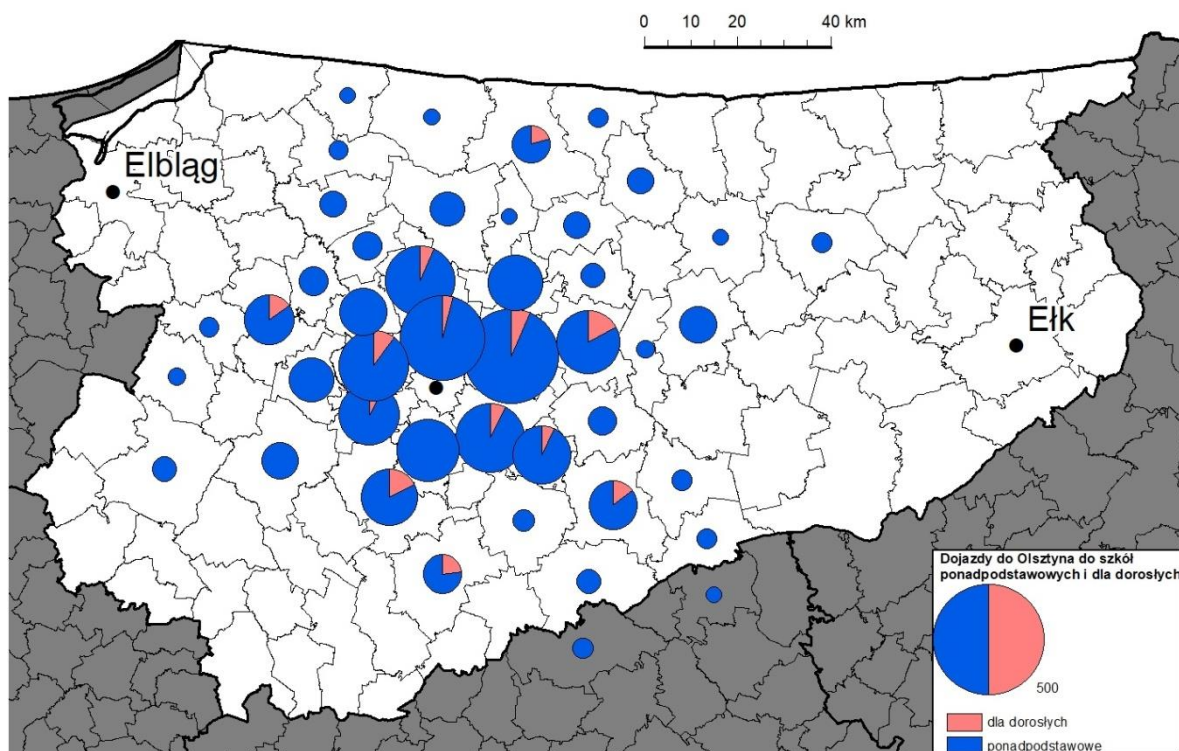 0 10 20 40 km
Elbląg
Ełk
Dojazdy do Olsztyna do szkół
ponadpodstawowych i dla dorosłych
500
dla dorosłych
ponadpodstawowe